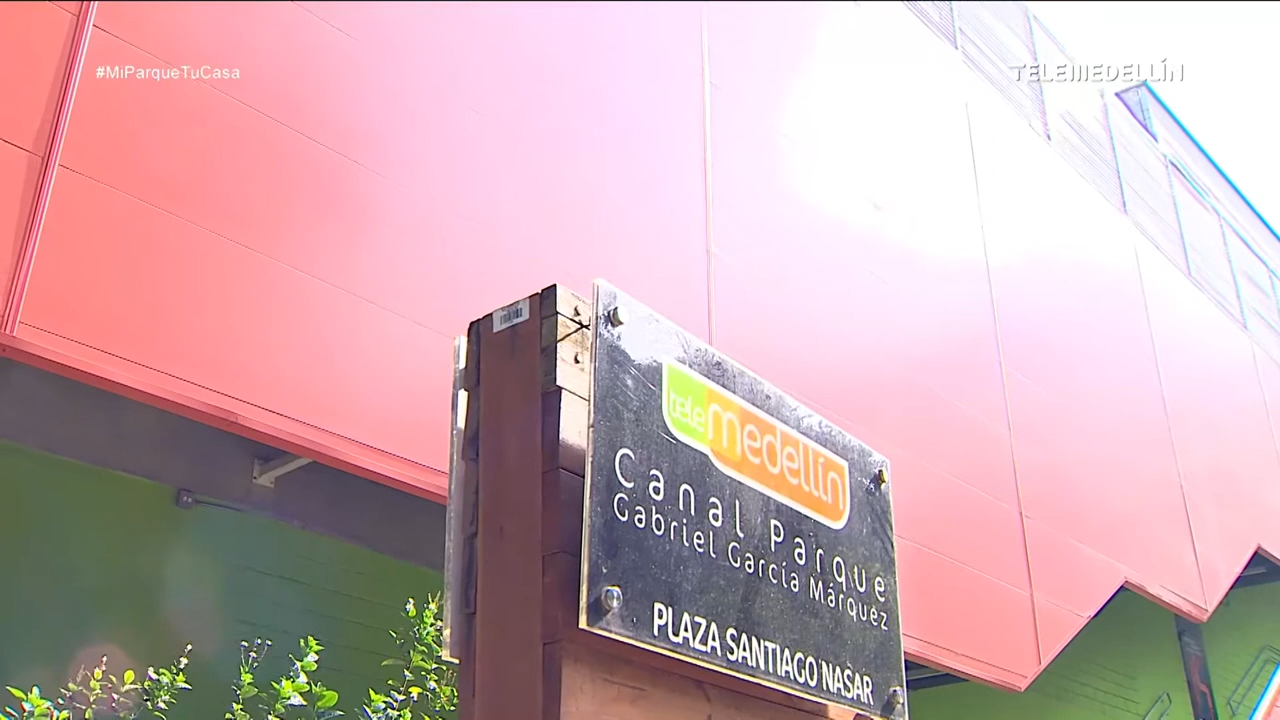 #MiParqueTuCasa
TELEMEDELLÍN
telemedellín
Canal parque
Gabriel García Márquez
PLAZA SANTIAGO NASAR